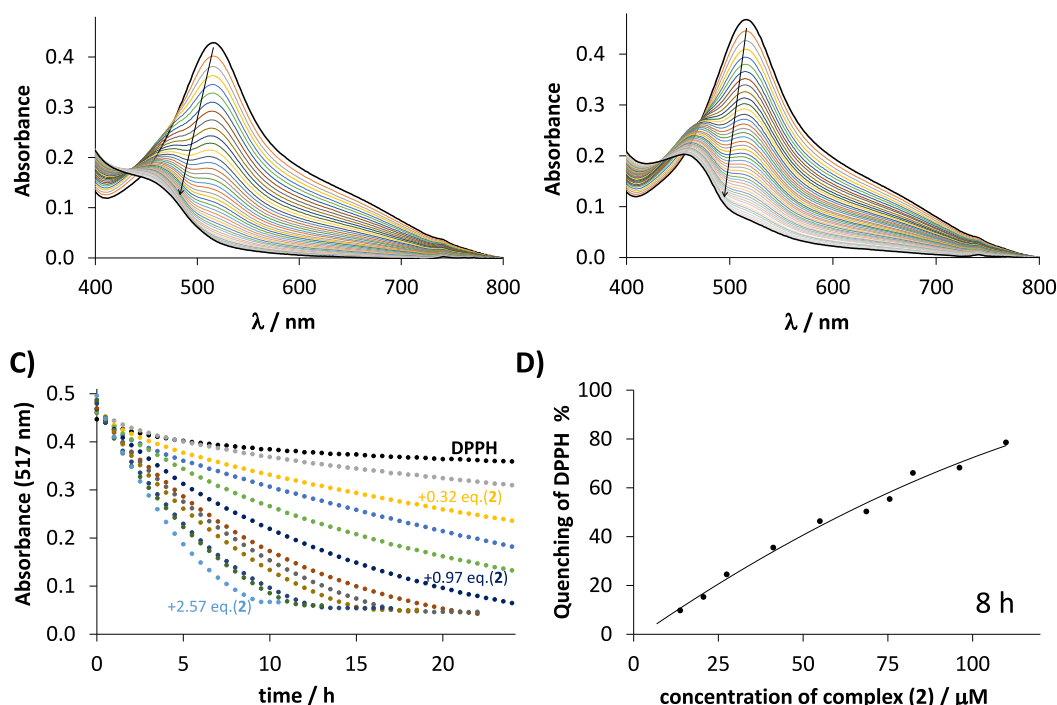 0.4
0.3
0.2
0.1
0.0
Absorbance
400 500 600 700 800
λ / nm
0.4
0.3
0.2
0.1
0.0
Absorbance
400 500 600 700 800
λ / nm
C)
0.5
0.4
0.3
0.2
0.1
0.0
Absorbance (517 nm)
DPPH
+0.32 eq.(2)
+0.97 eq.(2)
+2.57 eq.(2)
0 5 10 15 20
time / h
D)
100
80
60
40
20
0
Quenching of DPPH %
8 h
0 25 50 75 100
concentration of complex (2) / μM